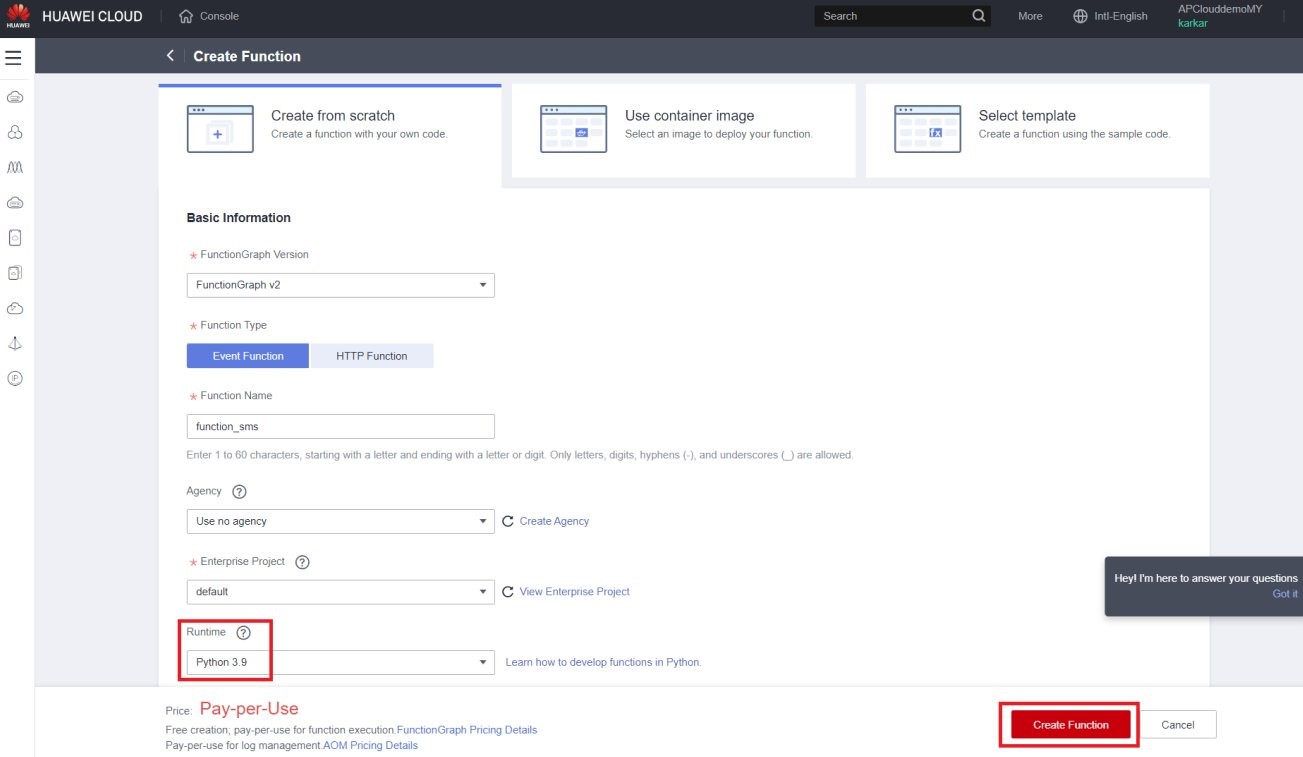 HUAWEI
HUAWEI CLOUD
Console
Search
More
Intl-English
APClouddemoMY
karkar
Create Function
Create from scratch
Create a function with your own code.
Use container image
Select an image to deploy your function.
Select template
Create a function using the sample code.
Basic Information
* FunctionGraph Version
FunctionGraph v2
* Function Type
Event Function
HTTP Function
* Function Name
function_sms
Enter 1 to 60 characters, starting with a letter and ending with a letter or digit. Only letters, digits, hyphens (-), and underscores (_) are allowed.
Agency ?
Use no agency
Create Agency
* Enterprise Project ?
default
View Enterprise Project
Hey! I'm here to answer your questions
Got it
Runtime ?
Python 3.9
Learn how to develop functions in Python.
Price: Pay-per-Use
Free creation; pay-per-use for function execution.FunctionGraph Pricing Details
Pay-per-use for log management.AOM Pricing Details
Create Function
Cancel